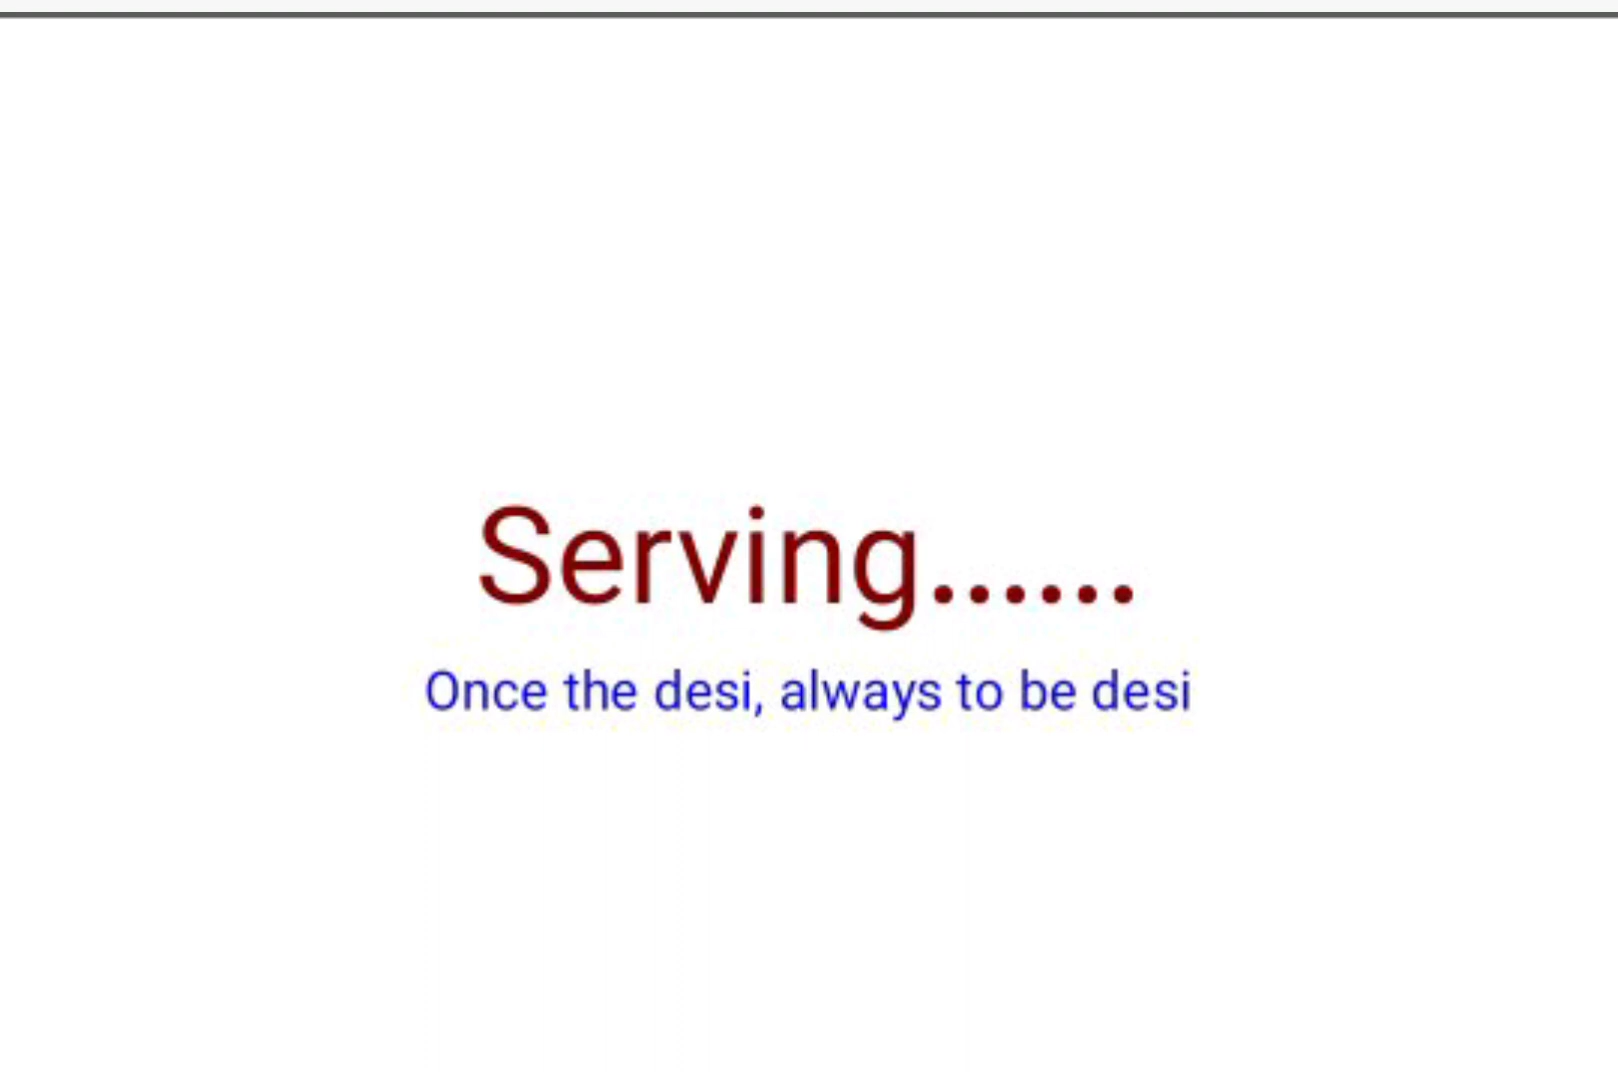 Serving......
Once the desi, always to be desi